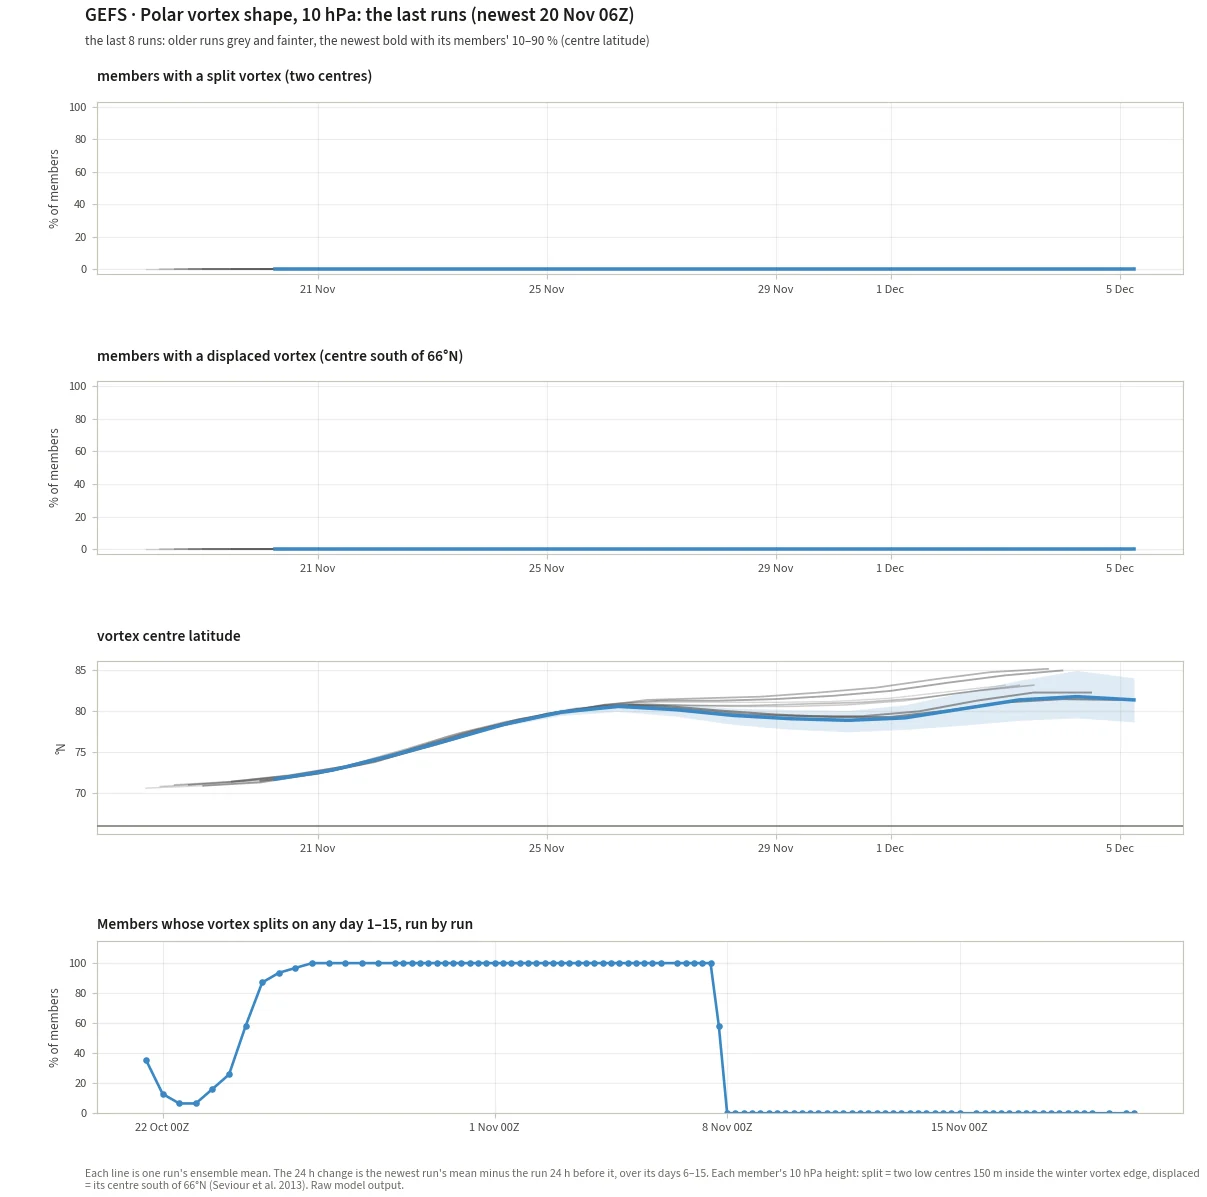 GEFS · Polar vortex shape, 10 hPa: the last runs (newest 20 Nov 06Z)
the last 8 runs: older runs grey and fainter, the newest bold with its members' 10–90 % (centre latitude)
members with a split vortex (two centres)
100
80
60
40
20
0
% of members
21 Nov
25 Nov
29 Nov
1 Dec
5 Dec
members with a displaced vortex (centre south of 66°N)
100
80
60
40
20
0
% of members
21 Nov
25 Nov
29 Nov
1 Dec
5 Dec
vortex centre latitude
85
80
75
70
°N
21 Nov
25 Nov
29 Nov
1 Dec
5 Dec
Members whose vortex splits on any day 1–15, run by run
100
80
60
40
20
0
% of members
22 Oct 00Z
1 Nov 00Z
8 Nov 00Z
15 Nov 00Z
Each line is one run's ensemble mean. The 24 h change is the newest run's mean minus the run 24 h before it, over its days 6–15. Each member's 10 hPa height: split = two low centres 150 m inside the winter vortex edge, displaced
= its centre south of 66°N (Seviour et al. 2013). Raw model output.